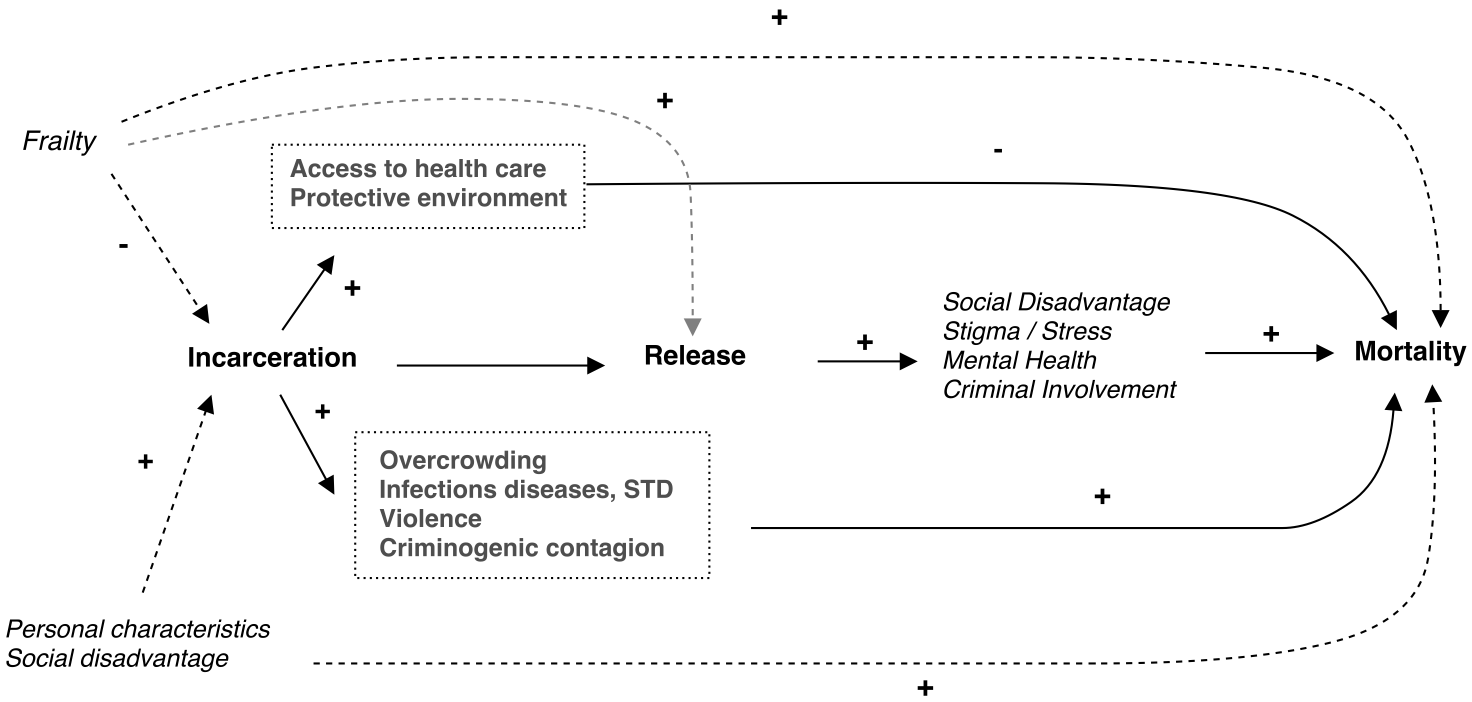 +
+
Frailty
-
Access to health care
Protective environment
-
+
Incarceration
Release
+
Social Disadvantage
Stigma / Stress
Mental Health
Criminal Involvement
+
Mortality
+
+
Overcrowding
Infections diseases, STD
Violence
Criminogenic contagion
+
Personal characteristics
Social disadvantage
+